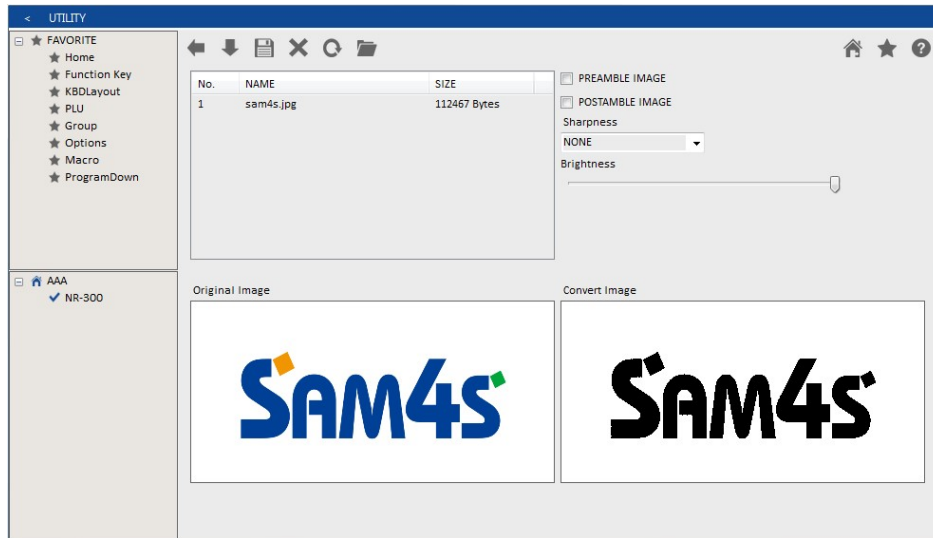 < UTILITY
FAVORITE
Home
Function Key
KBDLayout
PLU
Group
Options
Macro
ProgramDown
AAA
NR-300
No. NAME SIZE
1 sam4s.jpg 112467 Bytes
PREAMBLE IMAGE
POSTAMBLE IMAGE
Sharpness
NONE
Brightness
Original Image
SAM4S
Convert Image
SAM4S